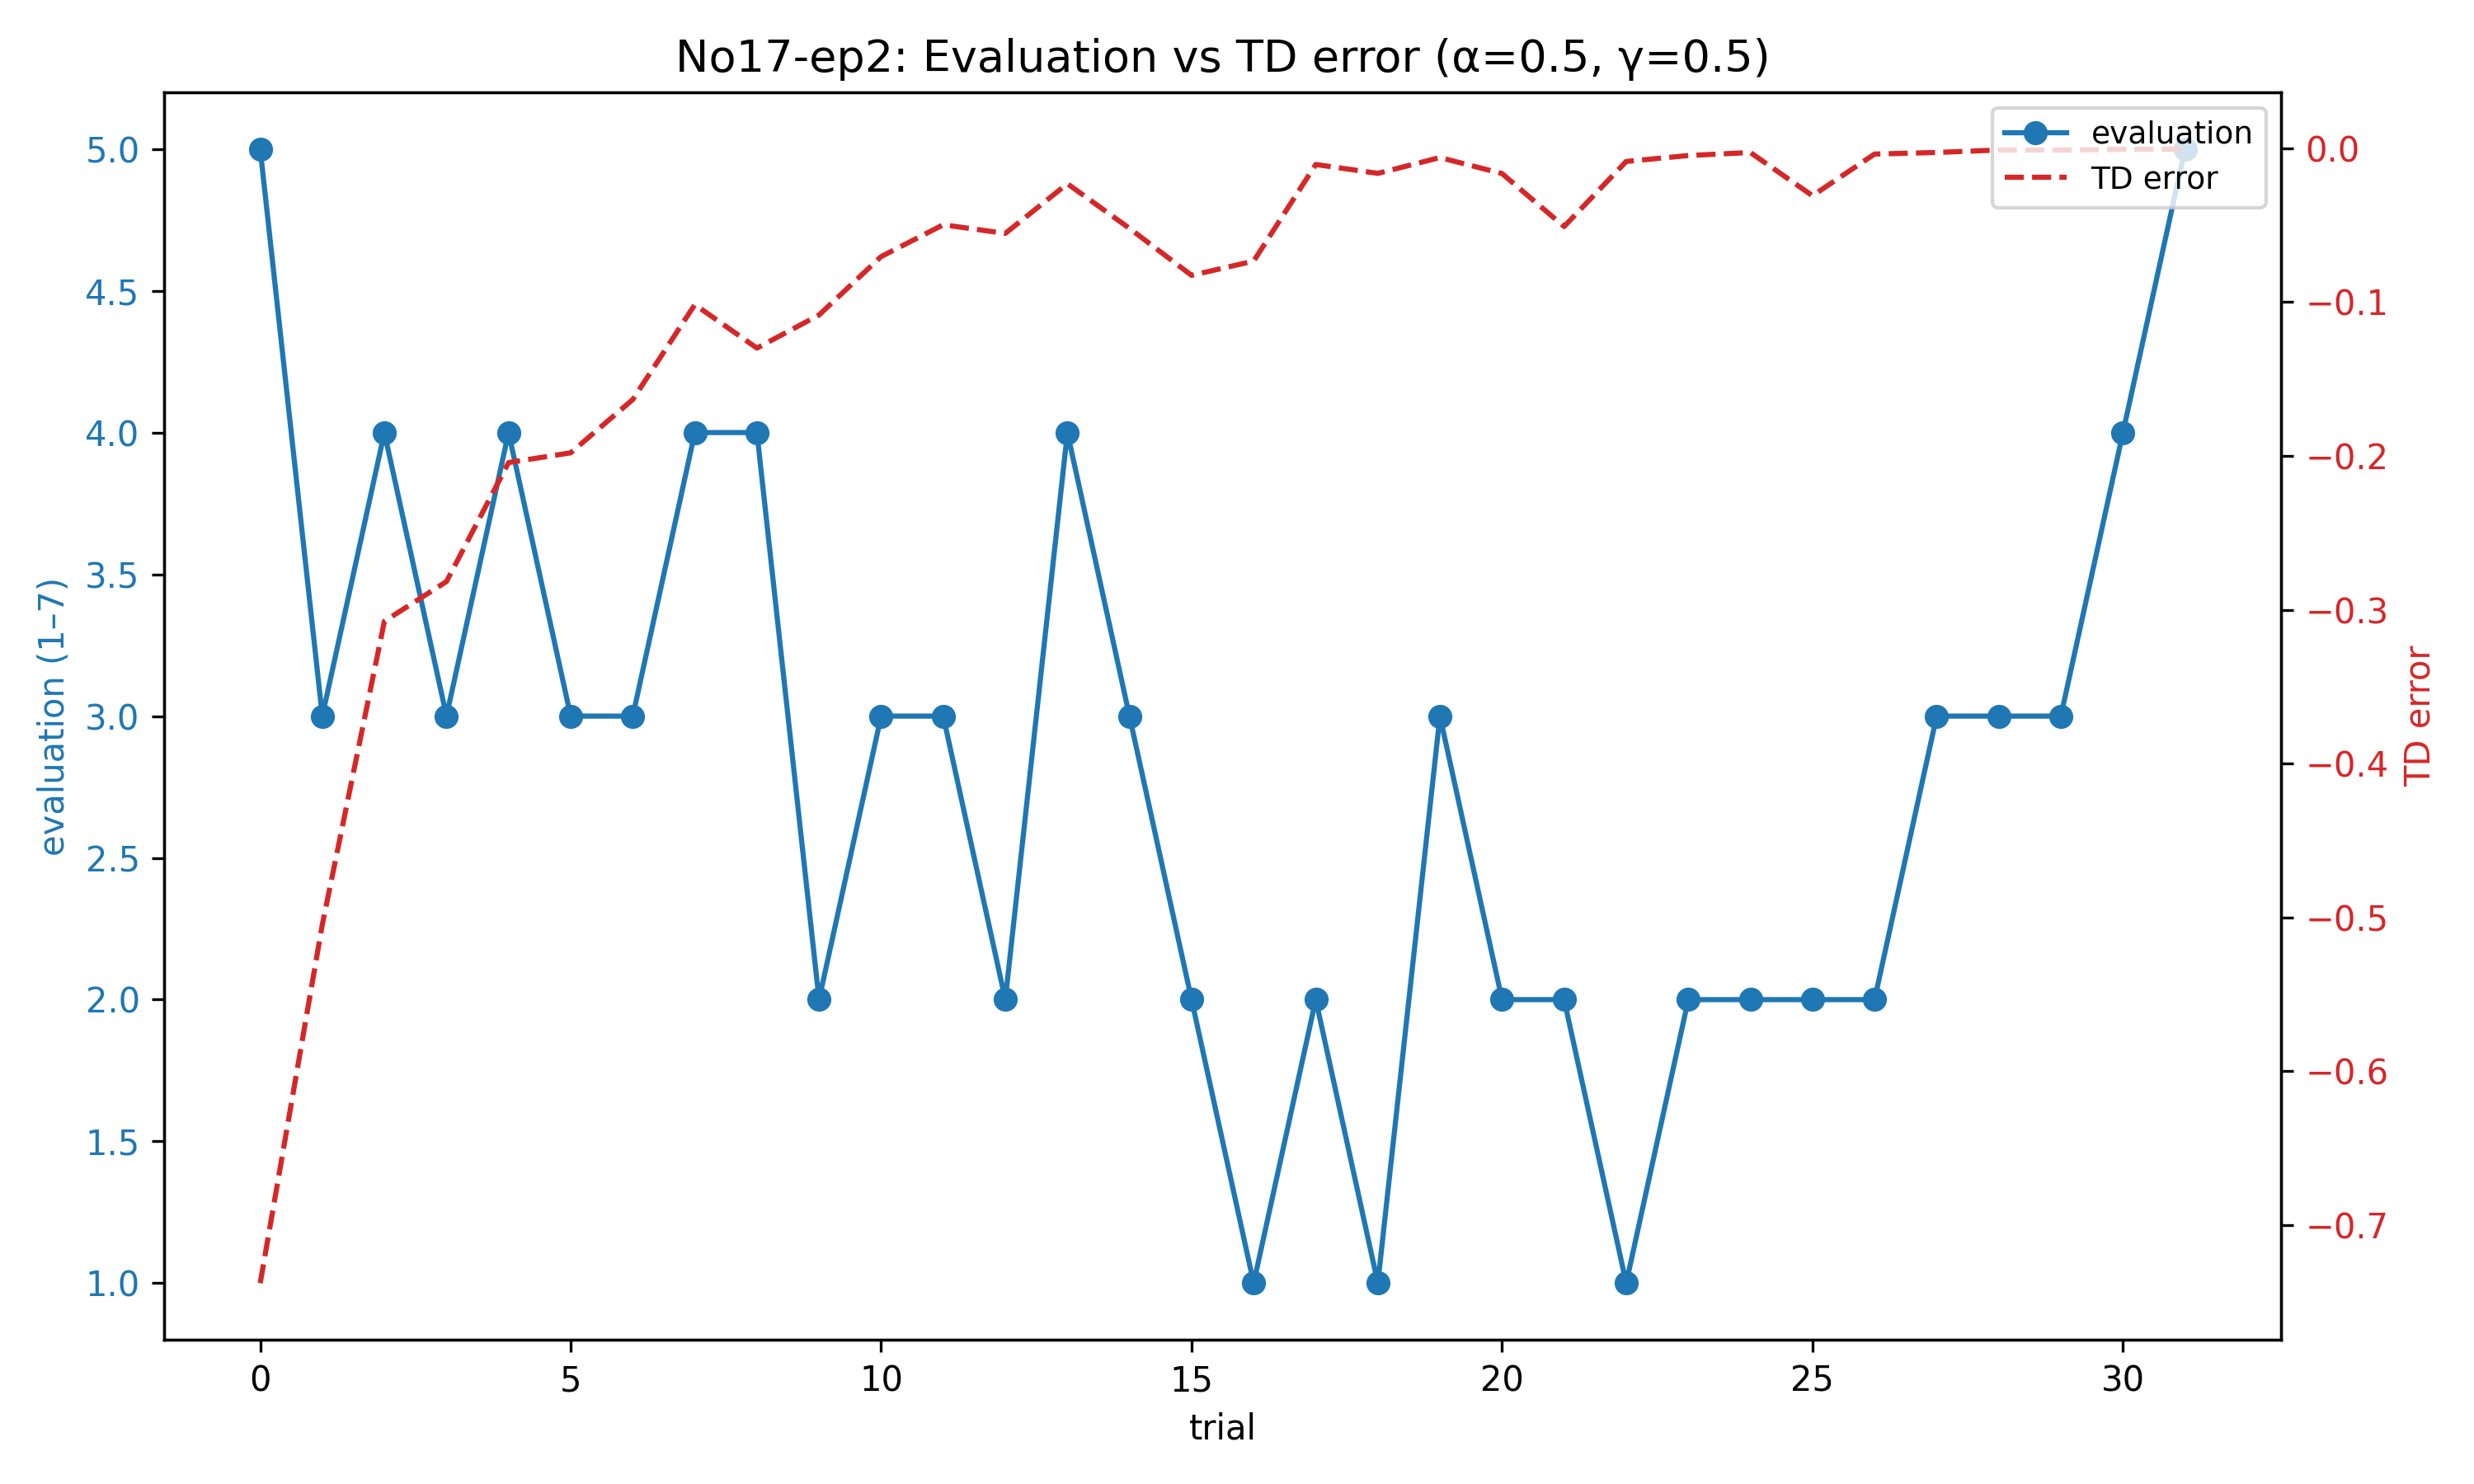 No17-ep2: Evaluation vs TD error (α=0.5, γ=0.5)
evaluation
TD error
5.0
4.5
4.0
3.5
3.0
2.5
2.0
1.5
1.0
evaluation (1–7)
0.0
−0.1
−0.2
−0.3
−0.4
−0.5
−0.6
−0.7
TD error
0 5 10 15 20 25 30
trial